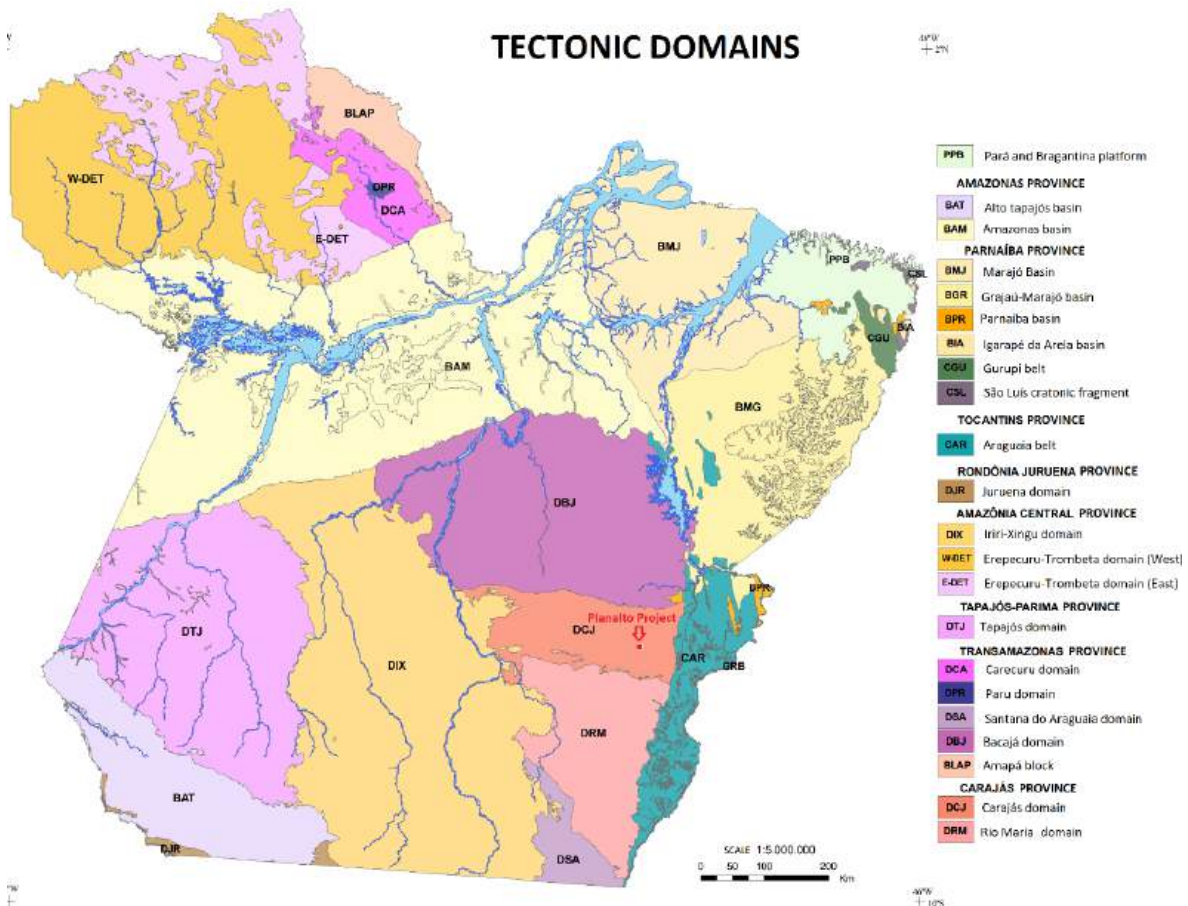 TECTONIC DOMAINS
+ 2°N
BLAP
W-DET
DPR
DCA
E-DET
BMJ
PPB
CSL
BIA
CGU
BAM
BMG
DBJ
BPR
Planalto Project
DCJ
DTJ
CAR
GRB
DIX
DRM
BAT
DJR
DSA
SCALE 1:5.000.000
0 50 100 200
Km
+ 10°S
PPB Pará and Bragantina platform
AMAZONAS PROVINCE
BAT Alto tapajós basin
BAM Amazonas basin
PARNAÍBA PROVINCE
BMJ Marajó Basin
BGR Grajaú-Marajó basin
BPR Parnaíba basin
BIA Igarapé da Arela basin
CGU Gurupi belt
CSL São Luís cratonic fragment
TOCANTINS PROVINCE
CAR Araguaia belt
RONDÔNIA JURUENA PROVINCE
DJR Juruena domain
AMAZÔNIA CENTRAL PROVINCE
DIX Iriri-Xingu domain
W-DET Erepecuru-Trombeta domain (West)
E-DET Erepecuru-Trombeta domain (East)
TAPAJÓS-PARIMA PROVINCE
DTJ Tapajós domain
TRANSAMAZONAS PROVINCE
DCA Carecuru domain
DPR Paru domain
DSA Santana do Araguaia domain
DBJ Bacajá domain
BLAP Amapá block
CARAJÁS PROVINCE
DCJ Carajás domain
DRM Rio Maria domain